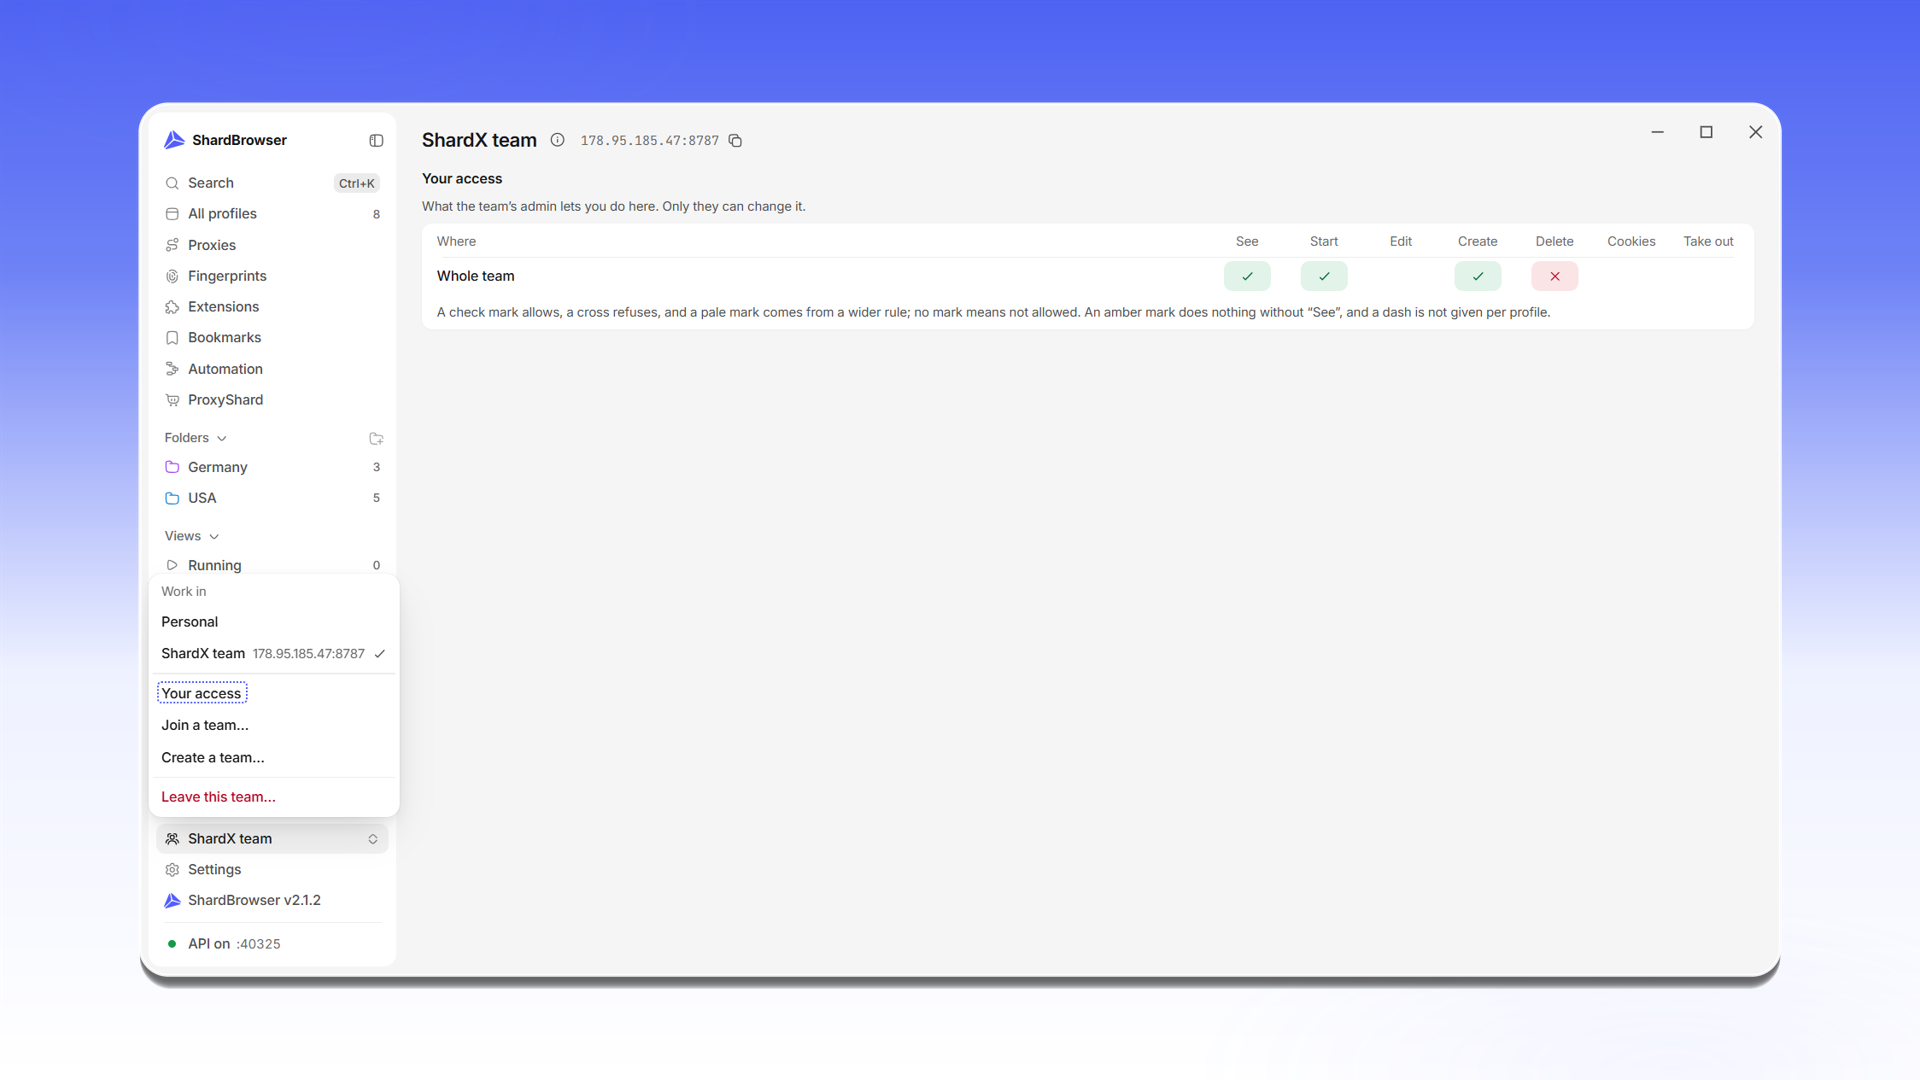 ShardBrowser
Search Ctrl+K
All profiles 8
Proxies
Fingerprints
Extensions
Bookmarks
Automation
ProxyShard
Folders
Germany 3
USA 5
Views
Running 0
Work in
Personal
ShardX team 178.95.185.47:8787
Your access
Join a team...
Create a team...
Leave this team...
ShardX team
Settings
ShardBrowser v2.1.2
API on :40325
ShardX team 178.95.185.47:8787
Your access
What the team’s admin lets you do here. Only they can change it.
Where See Start Edit Create Delete Cookies Take out
Whole team
A check mark allows, a cross refuses, and a pale mark comes from a wider rule; no mark means not allowed. An amber mark does nothing without “See”, and a dash is not given per profile.